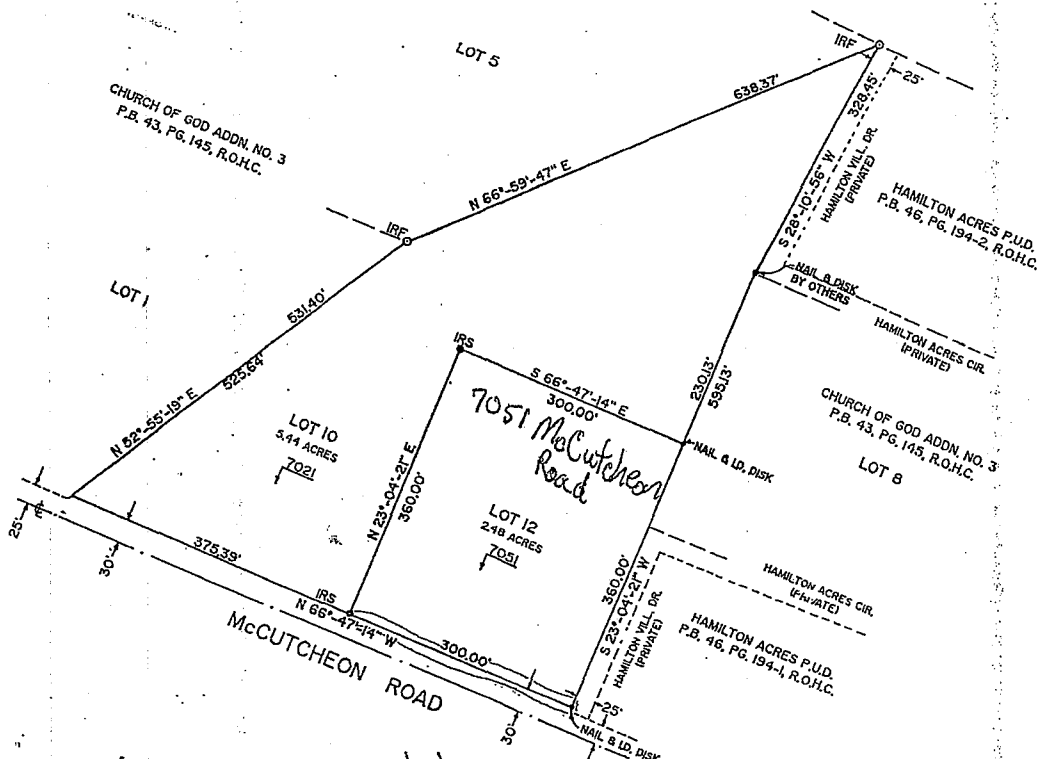 LOT 5
CHURCH OF GOD ADDN. NO. 3
P.B. 43, PG. 145, R.O.H.C.
IRF
25'
638.37'
328.45'
N 66°-59'-47" E
S 28°-10'-56" W
HAMILTON VILL. DR.
(PRIVATE)
HAMILTON ACRES P.U.D.
P.B. 46, PG. 194-2, R.O.H.C.
IRF
NAIL & DISK
BY OTHERS
HAMILTON ACRES CIR.
(PRIVATE)
LOT 1
531.40'
525.64'
N 52°-55'-19" E
IRS
S 66°-47'-14" E
300.00'
230.13'
595.13'
CHURCH OF GOD ADDN. NO. 3
P.B. 43, PG. 145, R.O.H.C.
LOT 8
7051 McCutcheon
Road
NAIL & I.D. DISK
LOT 10
5.44 ACRES
7021
N 23°-04'-21" E
360.00'
LOT 12
2.48 ACRES
7051
25'
30'
375.39'
IRS
N 66°-47'-14" W
300.00'
McCUTCHEON ROAD
360.00'
S 23°-04'-21" W
HAMILTON VILL. DR.
(PRIVATE)
HAMILTON ACRES CIR.
(PRIVATE)
HAMILTON ACRES P.U.D.
P.B. 46, PG. 194-1, R.O.H.C.
25'
30'
NAIL & I.D. DISK